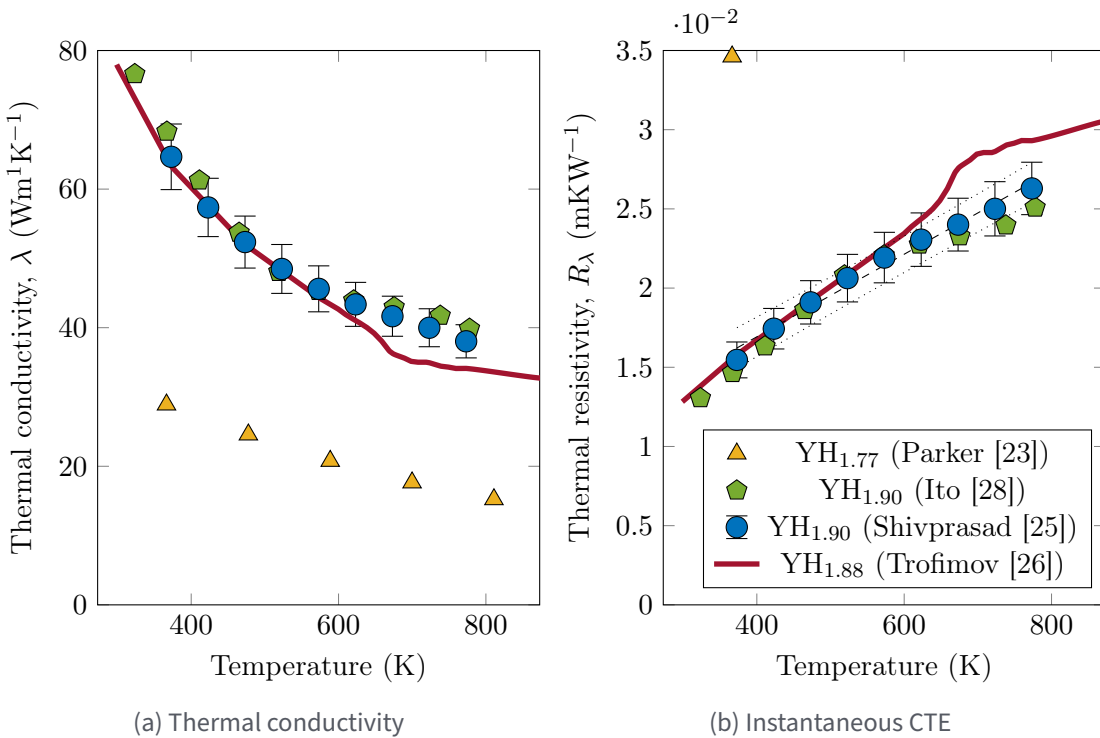 Thermal conductivity, λ (Wm¹K⁻¹)
80
60
40
20
0
400
600
800
Temperature (K)
(a) Thermal conductivity
·10⁻²
Thermal resistivity, R_λ (mKW⁻¹)
3.5
3
2.5
2
1.5
1
0.5
0
YH₁.₇₇ (Parker [23])
YH₁.₉₀ (Ito [28])
YH₁.₉₀ (Shivprasad [25])
YH₁.₈₈ (Trofimov [26])
400
600
800
Temperature (K)
(b) Instantaneous CTE